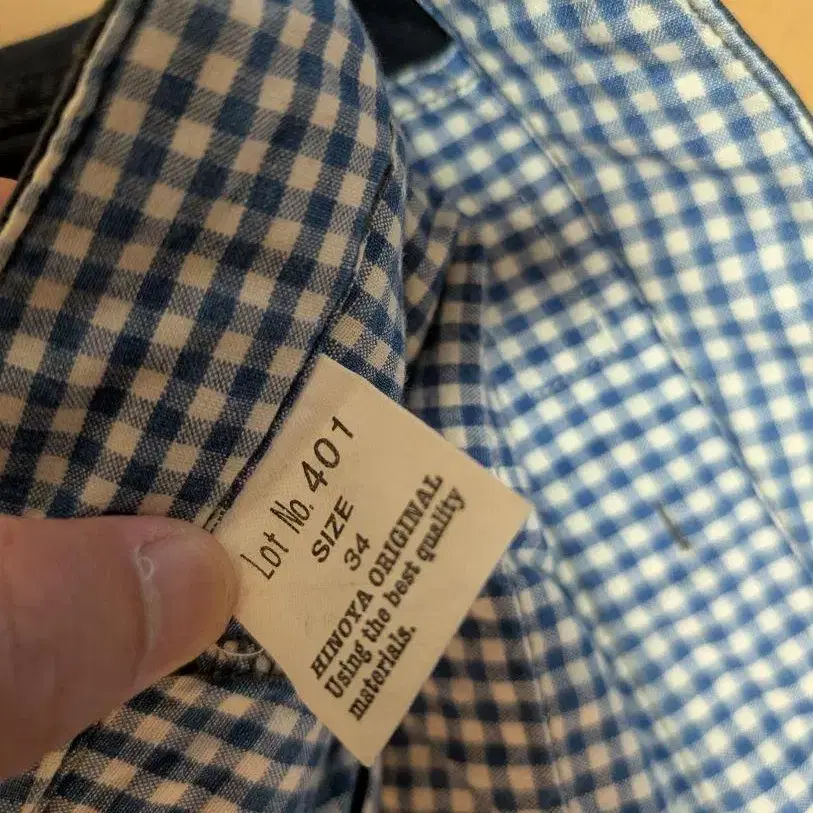 Lot No. 401
SIZE
34
HINOYA ORIGINAL
Using the best quality
materials.